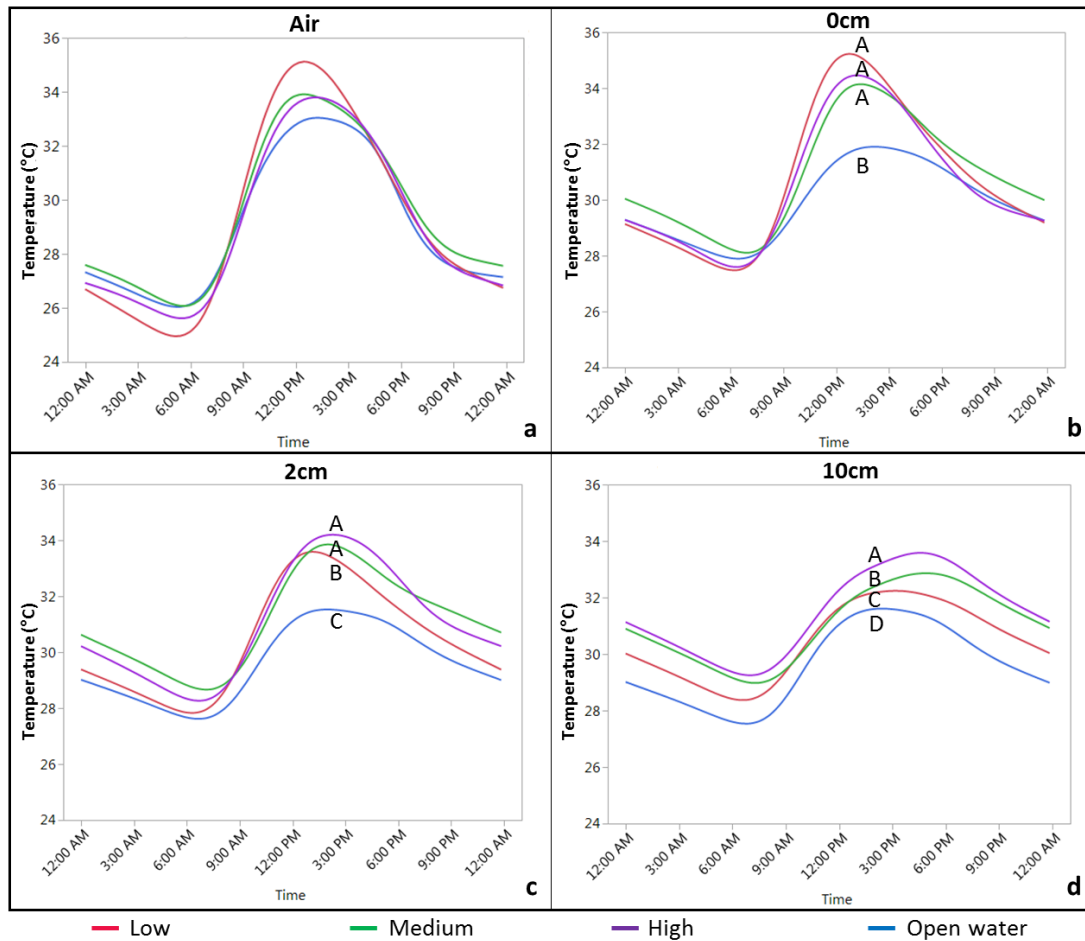 Air
36
34
32
30
28
26
24
Temperature (°C)
12:00 AM
3:00 AM
6:00 AM
9:00 AM
12:00 PM
3:00 PM
6:00 PM
9:00 PM
12:00 AM
Time
a
0cm
36
34
32
30
28
26
24
Temperature (°C)
A
A
A
B
12:00 AM
3:00 AM
6:00 AM
9:00 AM
12:00 PM
3:00 PM
6:00 PM
9:00 PM
12:00 AM
Time
b
2cm
36
34
32
30
28
26
24
Temperature (°C)
A
A
B
C
12:00 AM
3:00 AM
6:00 AM
9:00 AM
12:00 PM
3:00 PM
6:00 PM
9:00 PM
12:00 AM
Time
c
10cm
36
34
32
30
28
26
24
Temperature (°C)
A
B
C
D
12:00 AM
3:00 AM
6:00 AM
9:00 AM
12:00 PM
3:00 PM
6:00 PM
9:00 PM
12:00 AM
Time
d
Low Medium High Open water